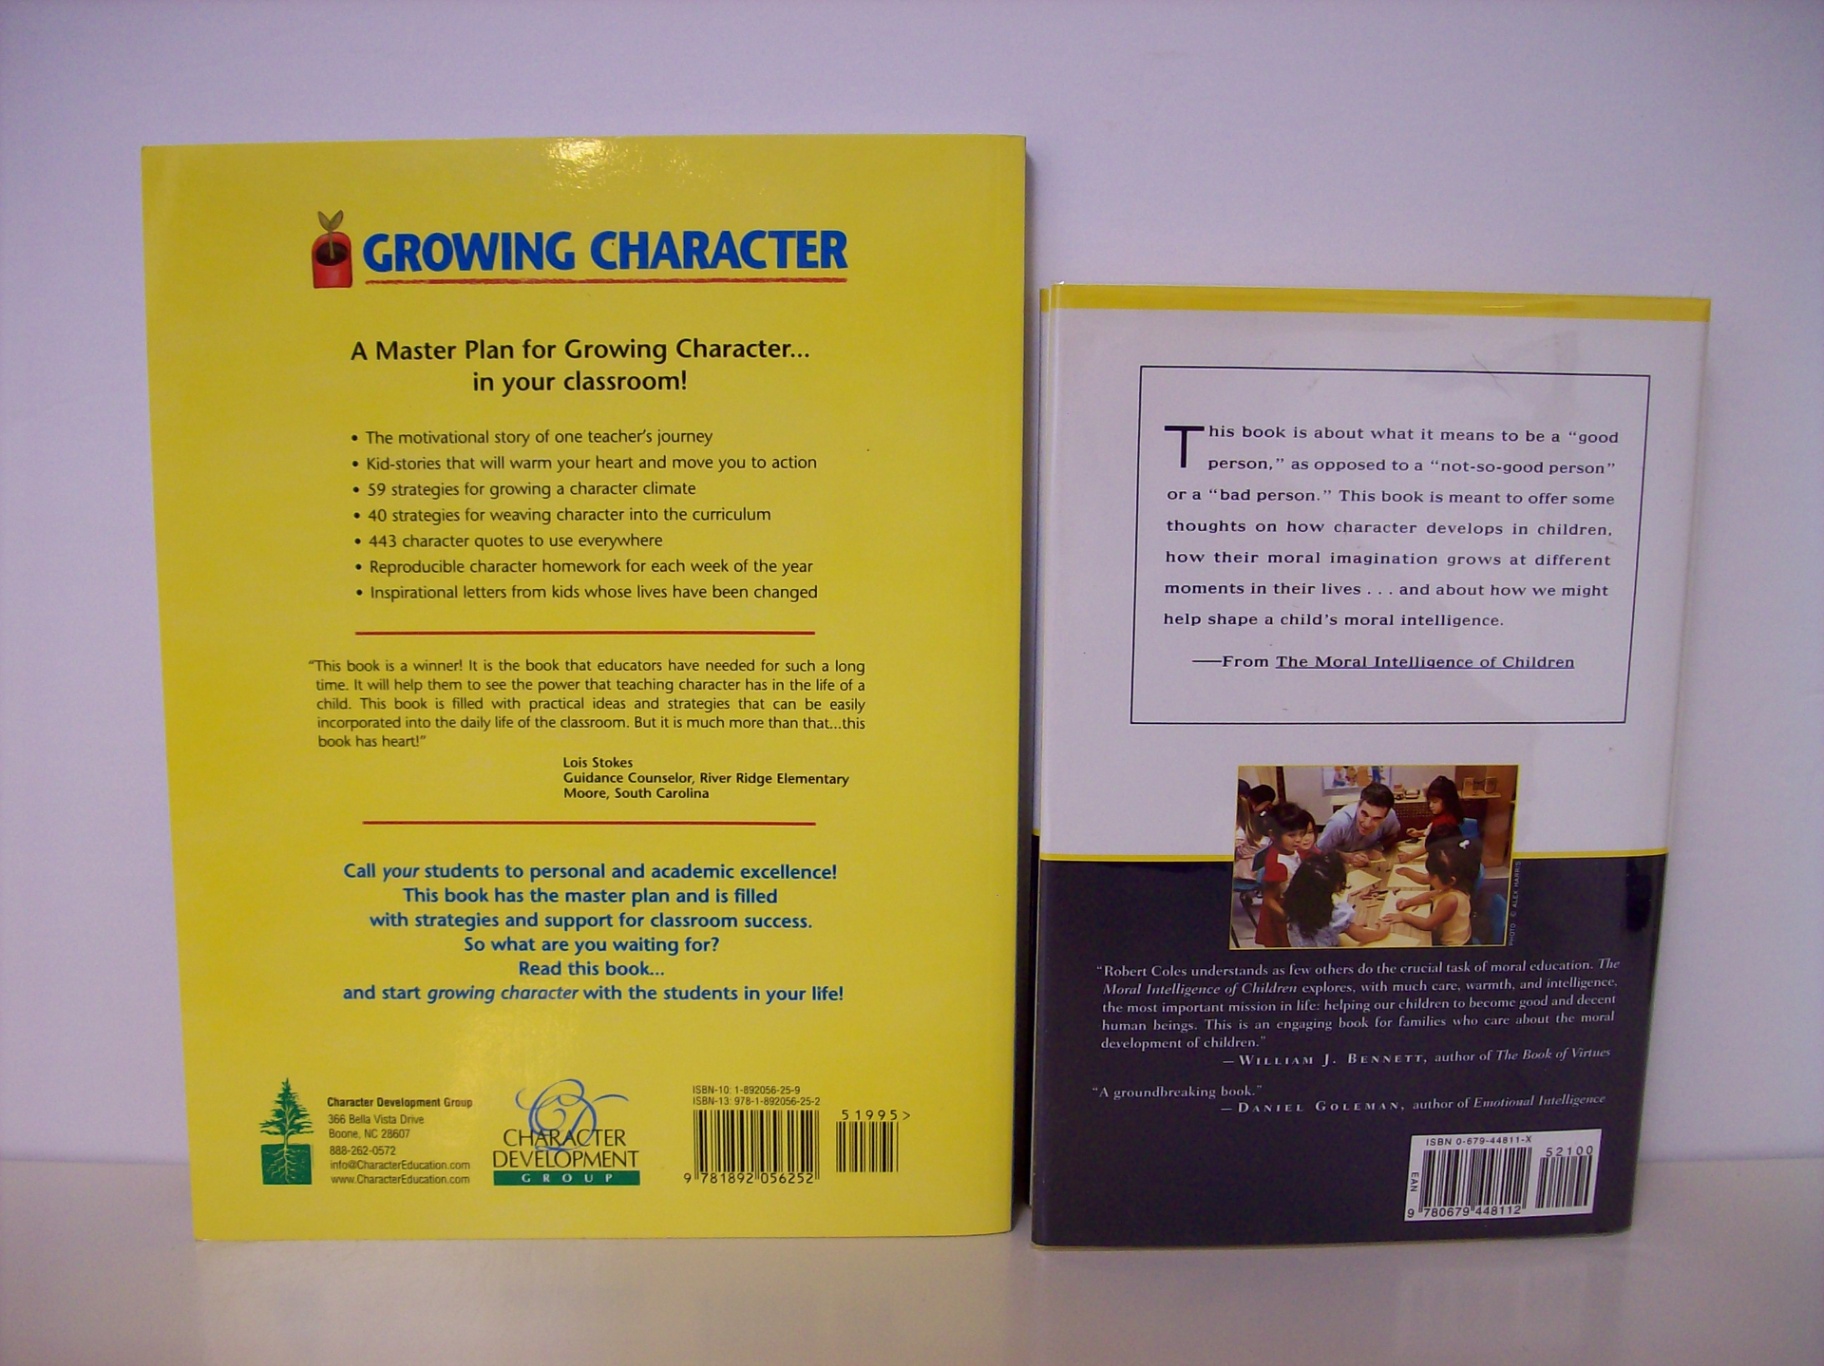 GROWING CHARACTER
A Master Plan for Growing Character...
in your classroom!
• The motivational story of one teacher's journey
• Kid-stories that will warm your heart and move you to action
• 59 strategies for growing a character climate
• 40 strategies for weaving character into the curriculum
• 443 character quotes to use everywhere
• Reproducible character homework for each week of the year
• Inspirational letters from kids whose lives have been changed
"This book is a winner! It is the book that educators have needed for such a long
time. It will help them to see the power that teaching character has in the life of a
child. This book is filled with practical ideas and strategies that can be easily
incorporated into the daily life of the classroom. But it is much more than that...this
book has heart!"
Lois Stokes
Guidance Counselor, River Ridge Elementary
Moore, South Carolina
Call your students to personal and academic excellence!
This book has the master plan and is filled
with strategies and support for classroom success.
So what are you waiting for?
Read this book...
and start growing character with the students in your life!
Character Development Group
366 Bella Vista Drive
Boone, NC 28607
888-262-0572
info@CharacterEducation.com
www.CharacterEducation.com
CD
CHARACTER
DEVELOPMENT
GROUP
ISBN-10: 1-892056-25-9
ISBN-13: 978-1-892056-25-2
51995>
9 781892 056252
This book is about what it means to be a "good
person," as opposed to a "not-so-good person"
or a "bad person." This book is meant to offer some
thoughts on how character develops in children,
how their moral imagination grows at different
moments in their lives . . . and about how we might
help shape a child's moral intelligence.
—From The Moral Intelligence of Children
PHOTO © ALEX HARRIS
"Robert Coles understands as few others do the crucial task of moral education. The
Moral Intelligence of Children explores, with much care, warmth, and intelligence,
the most important mission in life: helping our children to become good and decent
human beings. This is an engaging book for families who care about the moral
development of children."
— WILLIAM J. BENNETT, author of The Book of Virtues
"A groundbreaking book."
— DANIEL GOLEMAN, author of Emotional Intelligence
ISBN 0-679-44811-X
52100
EAN
9 780679 448112